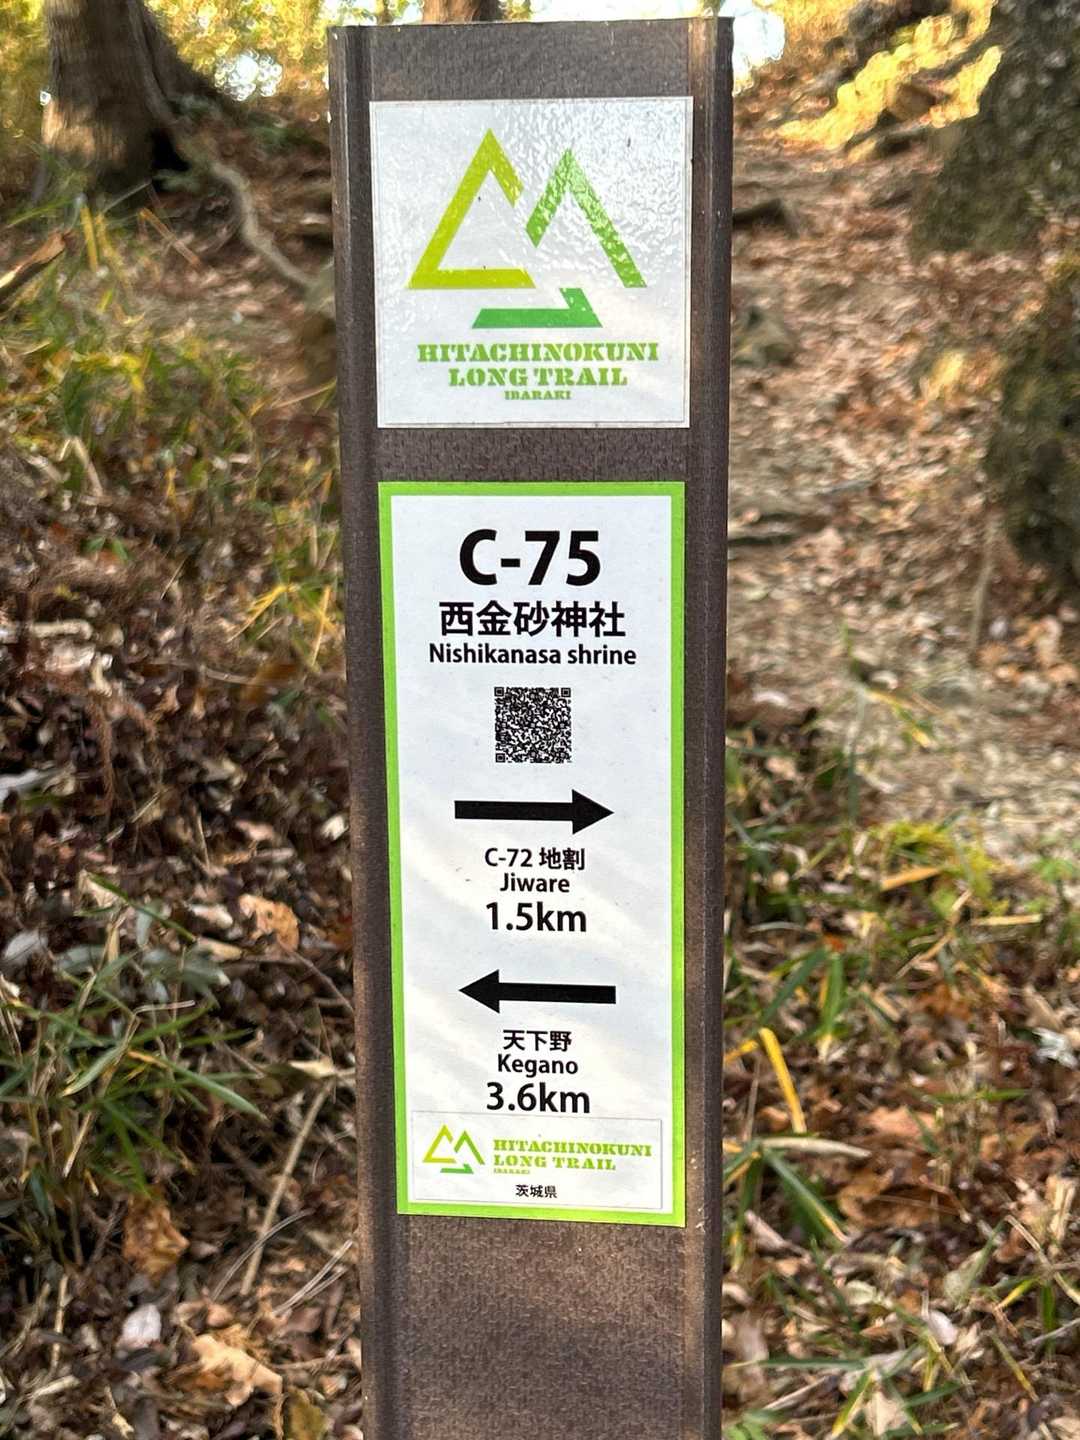 HITACHINOKUNI
LONG TRAIL
IBARAKI
C-75
西金砂神社
Nishikanasa shrine
C-72 地割
Jiware
1.5km
天下野
Kegano
3.6km
HITACHINOKUNI
LONG TRAIL
IBARAKI
茨城県